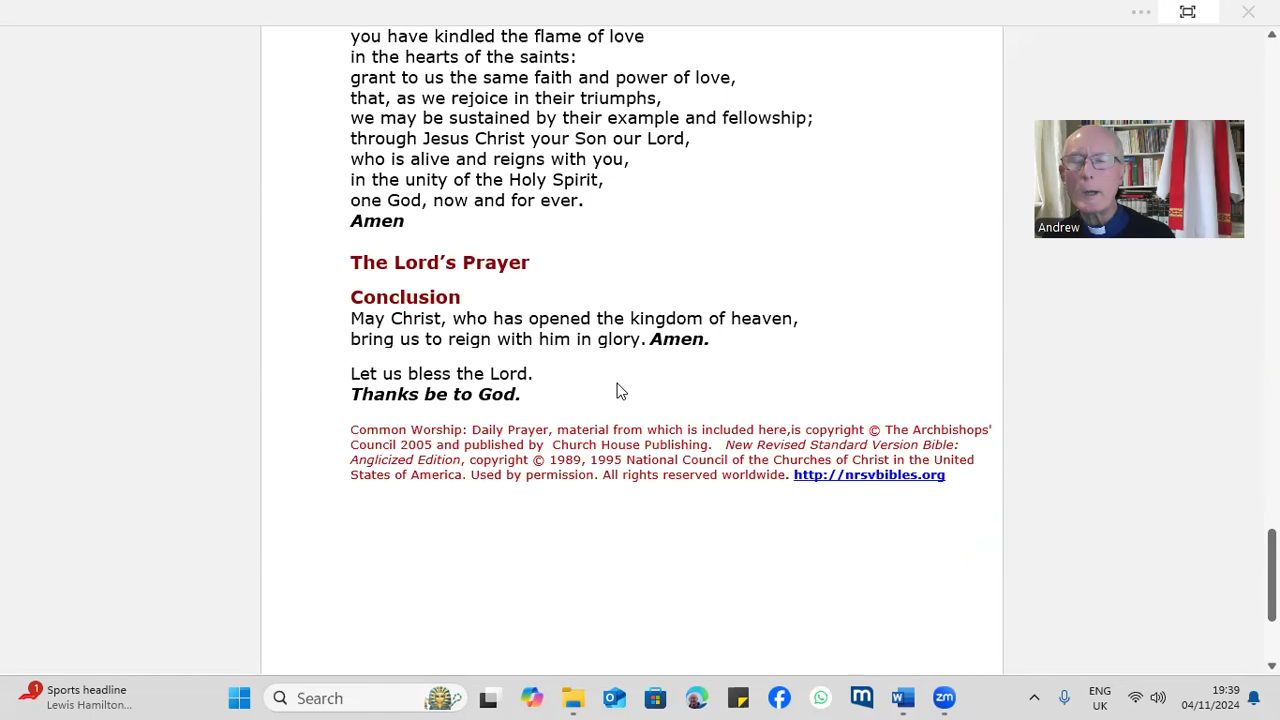 you have kindled the flame of love
in the hearts of the saints:
grant to us the same faith and power of love,
that, as we rejoice in their triumphs,
we may be sustained by their example and fellowship;
through Jesus Christ your Son our Lord,
who is alive and reigns with you,
in the unity of the Holy Spirit,
one God, now and for ever.
Amen
The Lord’s Prayer
Conclusion
May Christ, who has opened the kingdom of heaven,
bring us to reign with him in glory. Amen.
Let us bless the Lord.
Thanks be to God.
Common Worship: Daily Prayer, material from which is included here,is copyright © The Archbishops'
Council 2005 and published by Church House Publishing. New Revised Standard Version Bible:
Anglicized Edition, copyright © 1989, 1995 National Council of the Churches of Christ in the United
States of America. Used by permission. All rights reserved worldwide. http://nrsvbibles.org
Andrew
1
Sports headline
Lewis Hamilton...
Search
zm
ENG
UK
19:39
04/11/2024